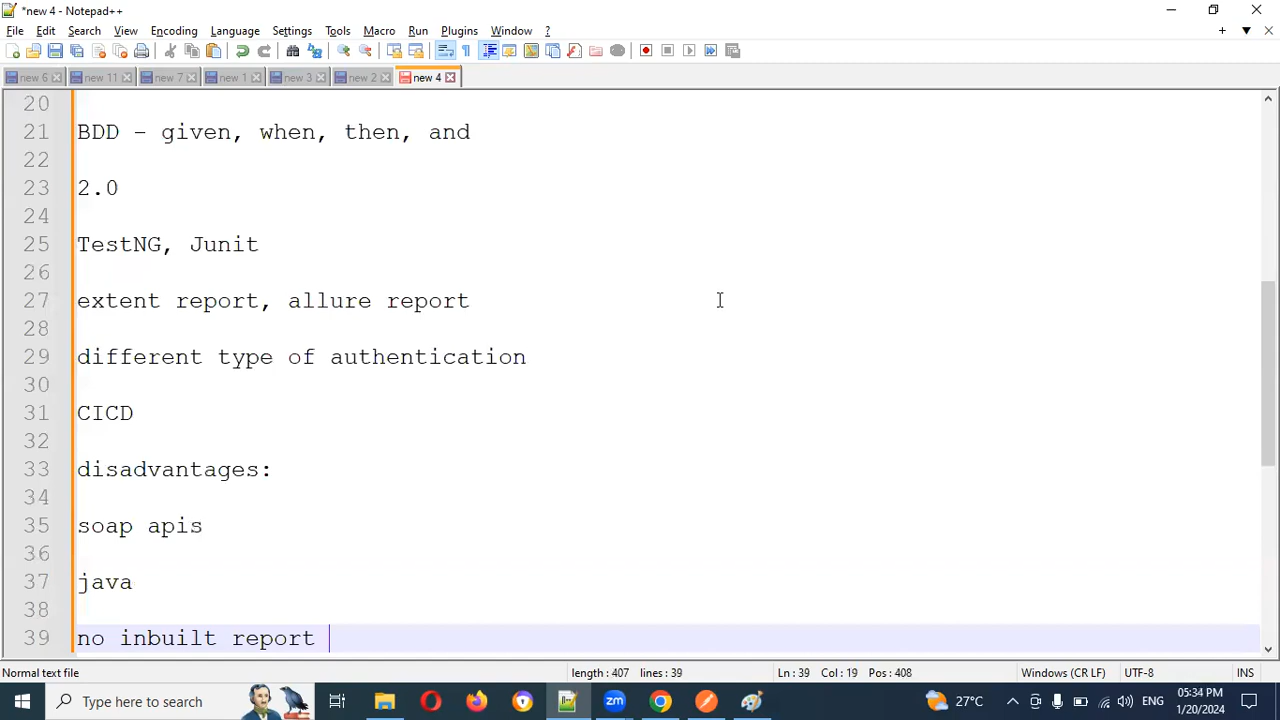 *new 4 - Notepad++
File Edit Search View Encoding Language Settings Tools Macro Run Plugins Window ?
new 6 new 11 new 7 new 1 new 3 new 2 new 4
20
21 BDD - given, when, then, and
22
23 2.0
24
25 TestNG, Junit
26
27 extent report, allure report
28
29 different type of authentication
30
31 CICD
32
33 disadvantages:
34
35 soap apis
36
37 java
38
39 no inbuilt report
Normal text file length : 407 lines : 39 Ln : 39 Col : 19 Pos : 408 Windows (CR LF) UTF-8 INS
Type here to search 27°C ENG 05:34 PM
1/20/2024